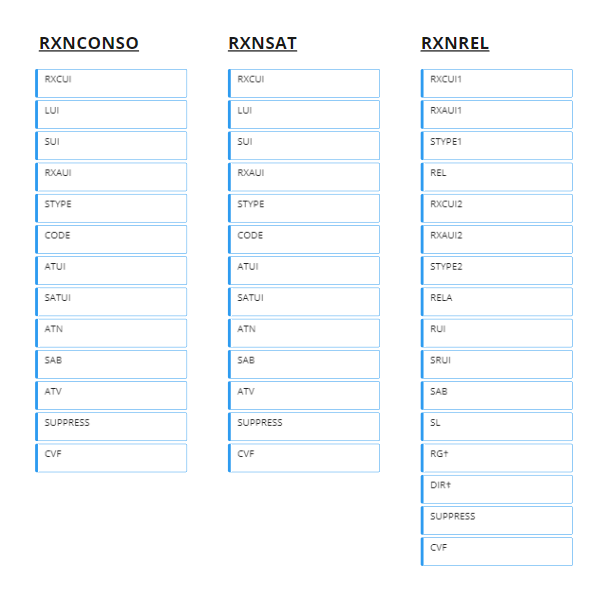 RXNCONSO
RXCUI
LUI
SUI
RXAUI
STYPE
CODE
ATUI
SATUI
ATN
SAB
ATV
SUPPRESS
CVF
RXNSAT
RXCUI
LUI
SUI
RXAUI
STYPE
CODE
ATUI
SATUI
ATN
SAB
ATV
SUPPRESS
CVF
RXNREL
RXCUI1
RXAUI1
STYPE1
REL
RXCUI2
RXAUI2
STYPE2
RELA
RUI
SRUI
SAB
SL
RG†
DIR†
SUPPRESS
CVF